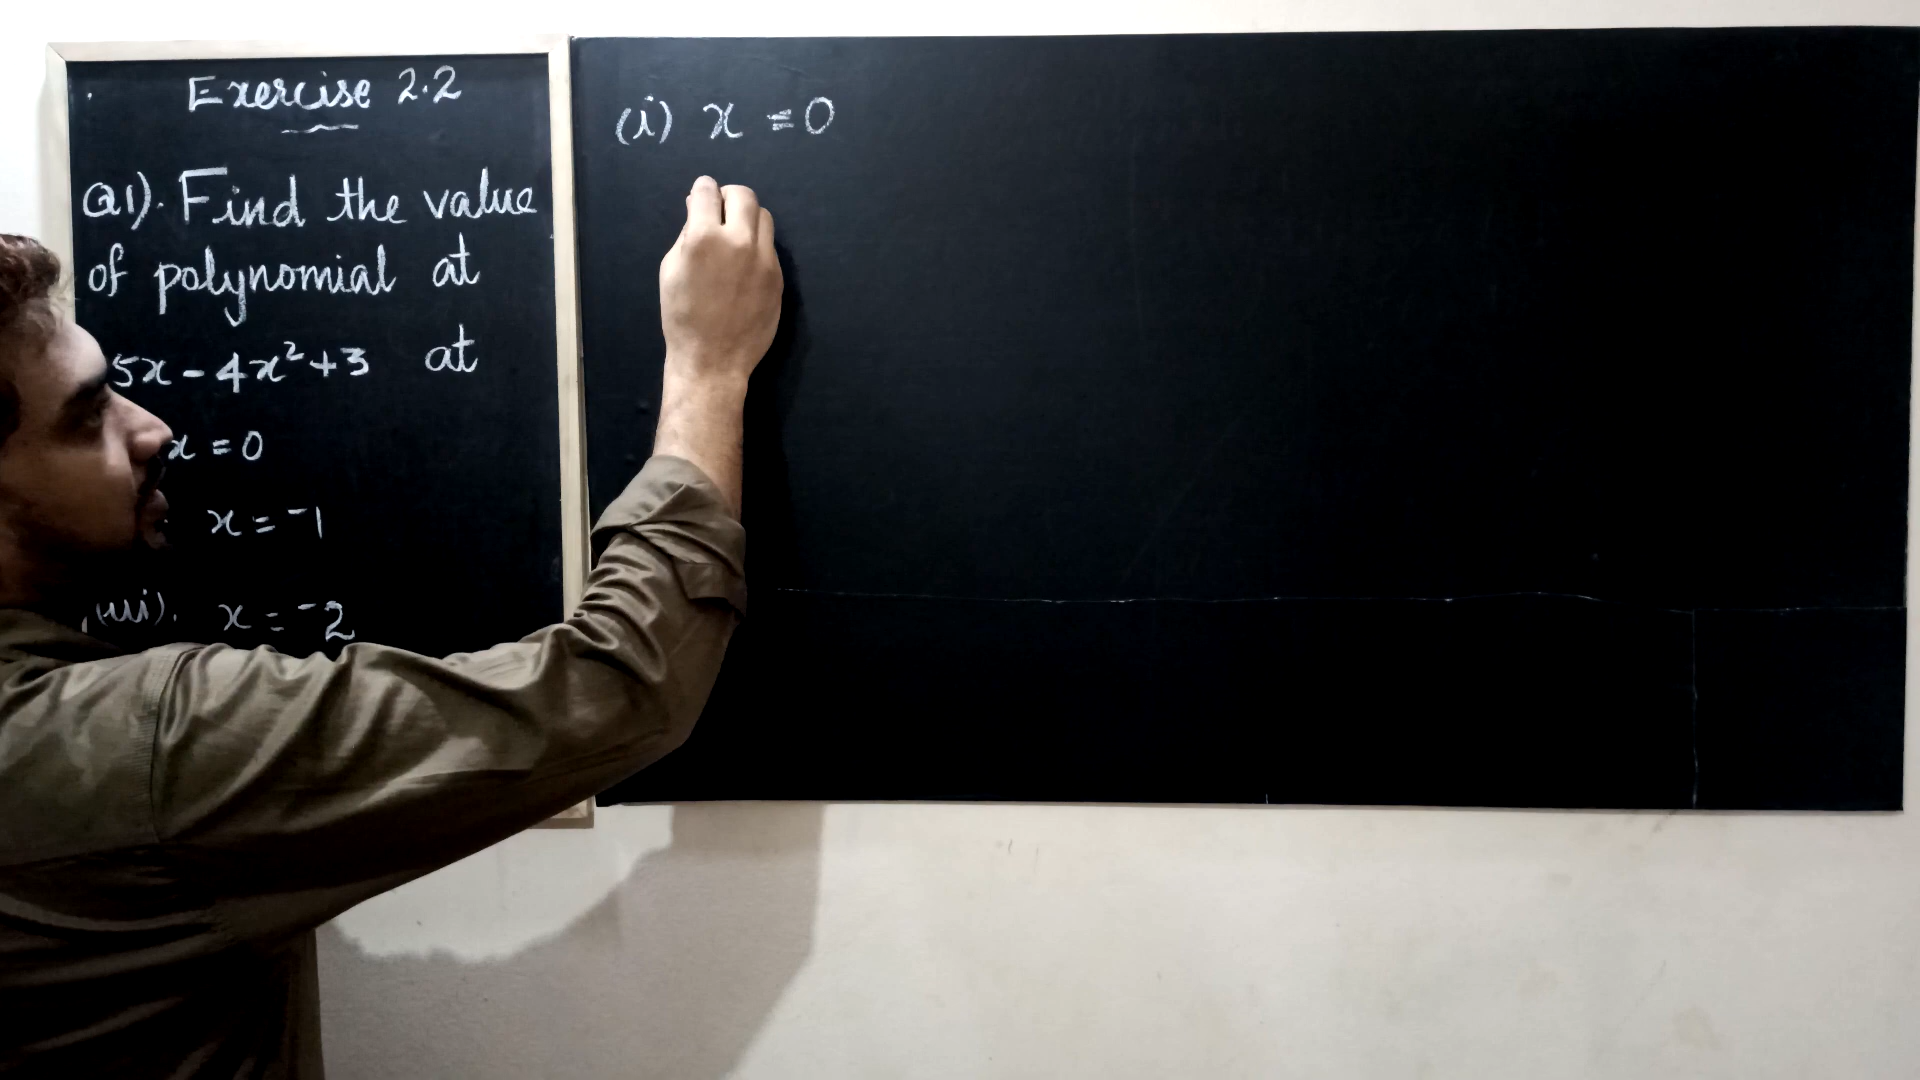 Exercise 2.2
Q1). Find the value
of polynomial at
5x - 4x² + 3 at
x = 0
x = -1
(iii). x = -2
(i) x = 0